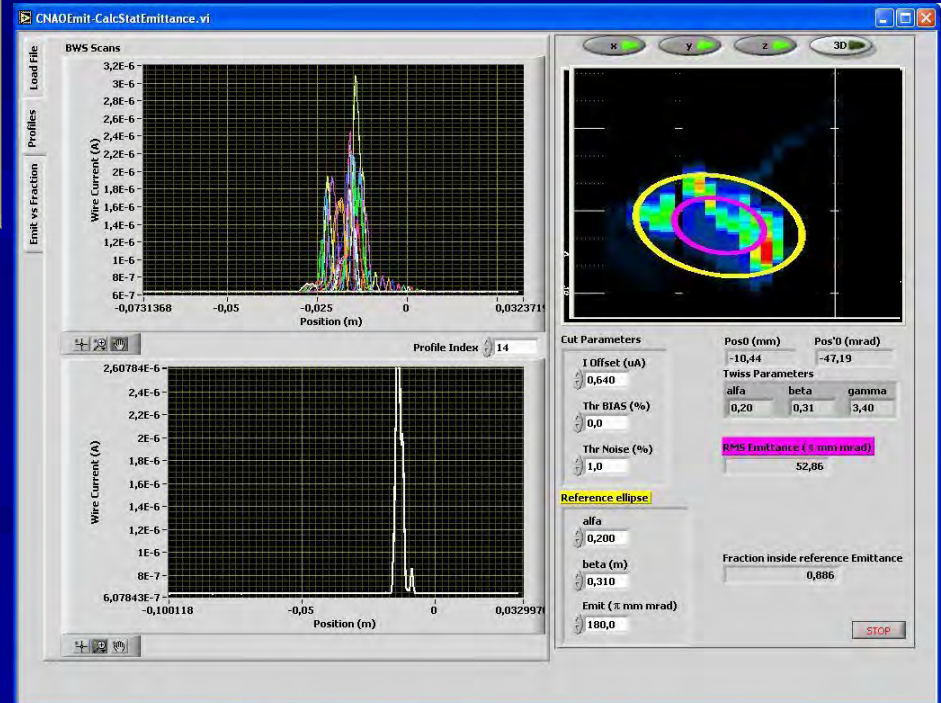 CNAOEmit-CalcStatEmittance.vi
Load File
Profiles
Emit vs Fraction
BWS Scans
Wire Current (A)
3,2E-6
3E-6
2,8E-6
2,6E-6
2,4E-6
2,2E-6
2E-6
1,8E-6
1,6E-6
1,4E-6
1,2E-6
1E-6
8E-7
6E-7
-0,0731368 -0,05 -0,025 0 0,0323719
Position (m)
Profile Index 14
Wire Current (A)
2,60784E-6
2,4E-6
2,2E-6
2E-6
1,8E-6
1,6E-6
1,4E-6
1,2E-6
1E-6
8E-7
6,07843E-7
-0,100118 -0,05 0 0,0329970
Position (m)
x y z 3D
Cut Parameters
I Offset (uA)
0,640
Thr BIAS (%)
0,0
Thr Noise (%)
1,0
Reference ellipse
alfa
0,200
beta (m)
0,310
Emit (π mm mrad)
180,0
Pos0 (mm) Pos'0 (mrad)
-10,44 -47,19
Twiss Parameters
alfa beta gamma
0,20 0,31 3,40
RMS Emittance (π mm mrad)
52,86
Fraction inside reference Emittance
0,886
STOP